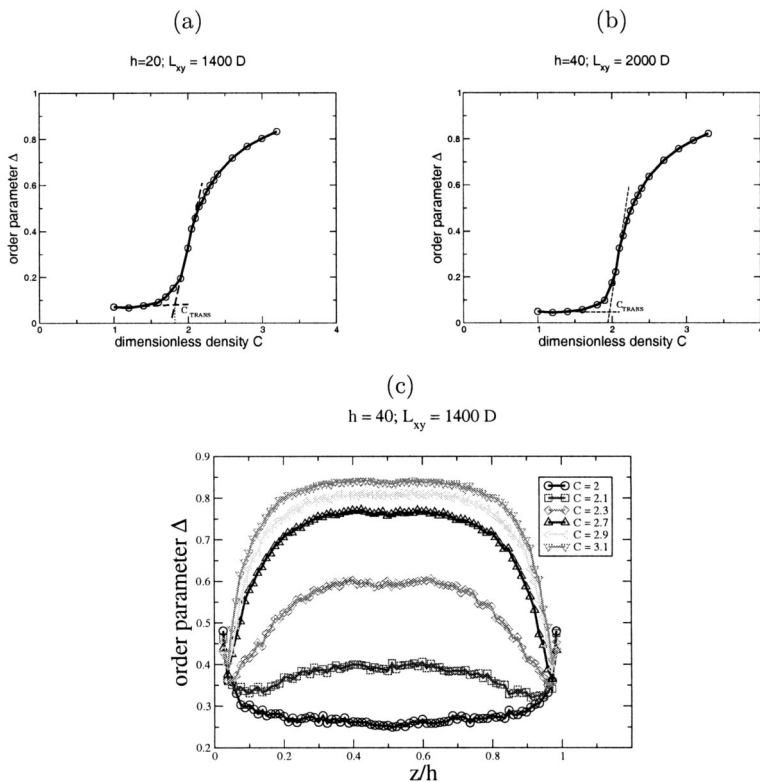 (a)
h=20; L_xy = 1400 D
order parameter Δ
1
0.8
0.6
0.4
0.2
0
0 1 2 3 4
C_TRANS
dimensionless density C
(b)
h=40; L_xy = 2000 D
order parameter Δ
1
0.8
0.6
0.4
0.2
0
0 1 2 3 4
C_TRANS
dimensionless density C
(c)
h = 40; L_xy = 1400 D
order parameter Δ
0.9
0.8
0.7
0.6
0.5
0.4
0.3
0.2
0 0.2 0.4 0.6 0.8 1
z/h
C = 2
C = 2.1
C = 2.3
C = 2.7
C = 2.9
C = 3.1